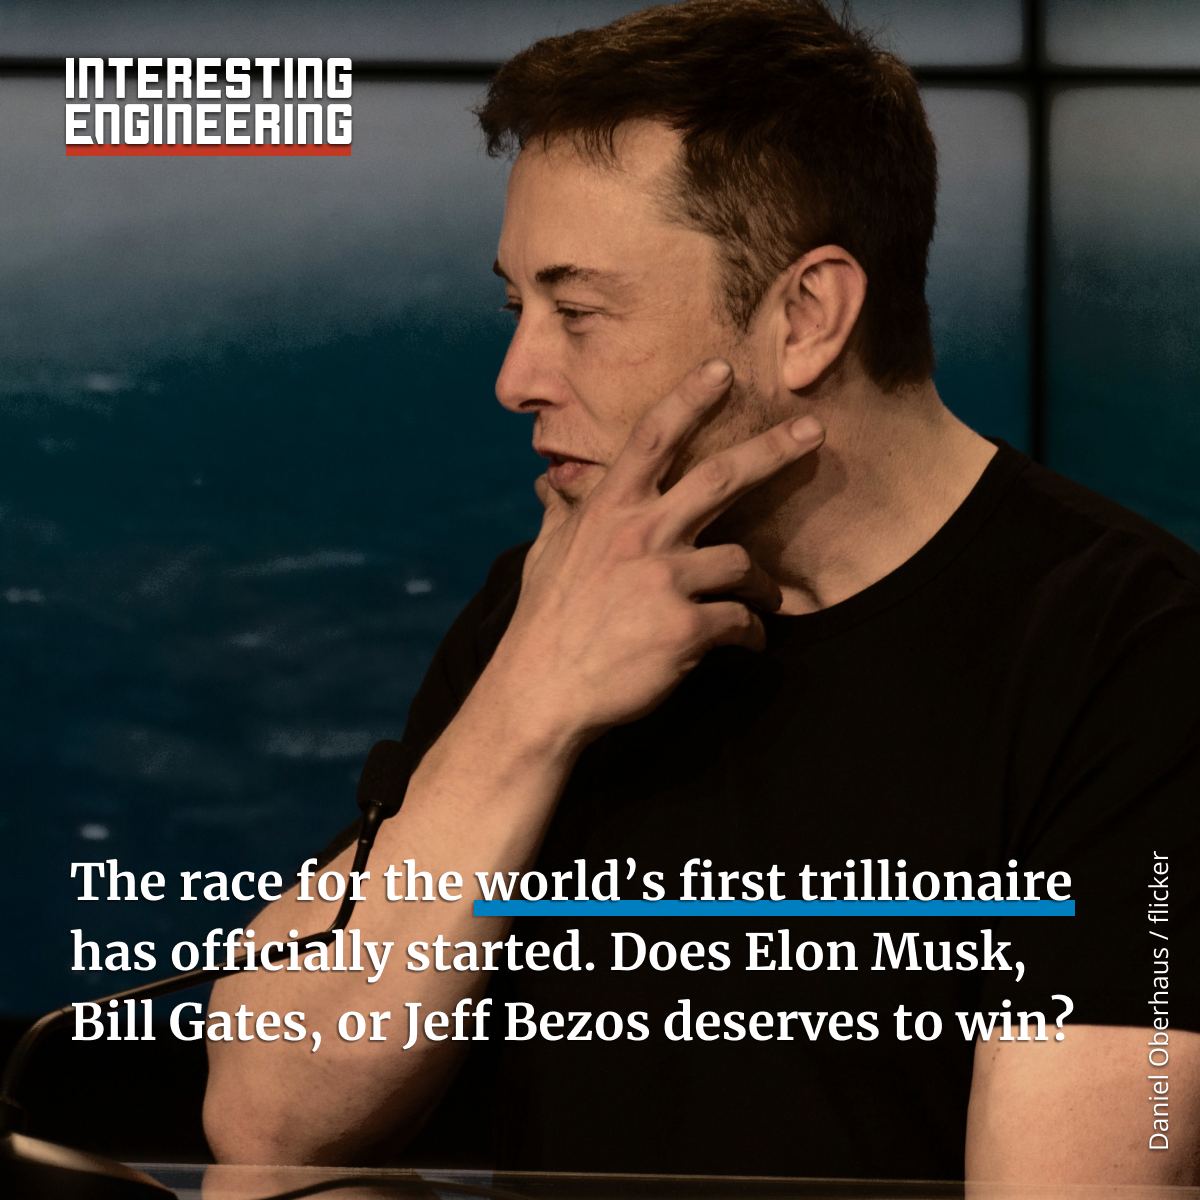 INTERESTING
ENGINEERING
The race for the world’s first trillionaire
has officially started. Does Elon Musk,
Bill Gates, or Jeff Bezos deserves to win?
Daniel Oberhaus / flicker